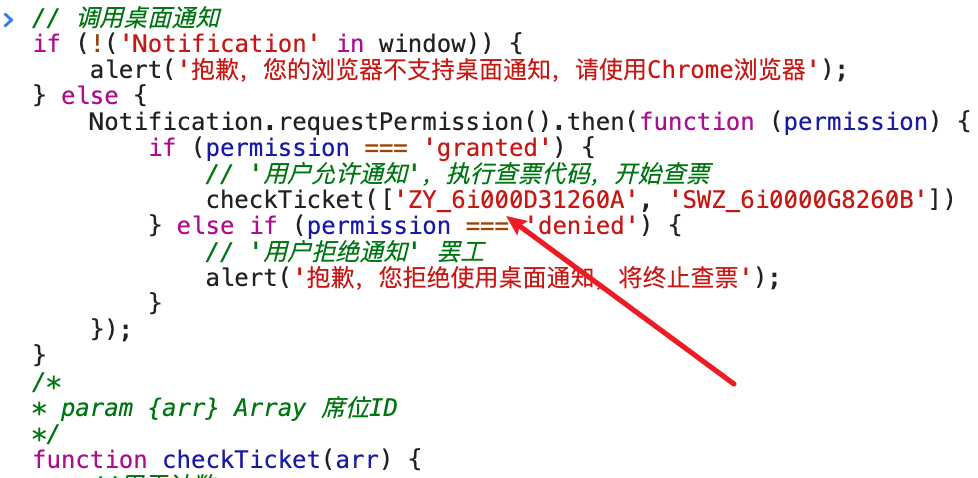 // 调用桌面通知
if (!('Notification' in window)) {
alert('抱歉，您的浏览器不支持桌面通知，请使用Chrome浏览器');
} else {
Notification.requestPermission().then(function (permission) {
if (permission === 'granted') {
// '用户允许通知'，执行查票代码，开始查票
checkTicket(['ZY_6i000D31260A', 'SWZ_6i0000G8260B'])
} else if (permission === 'denied') {
// '用户拒绝通知' 罢工
alert('抱歉，您拒绝使用桌面通知，将终止查票');
}
});
}
/*
* param {arr} Array 席位ID
*/
function checkTicket(arr) {